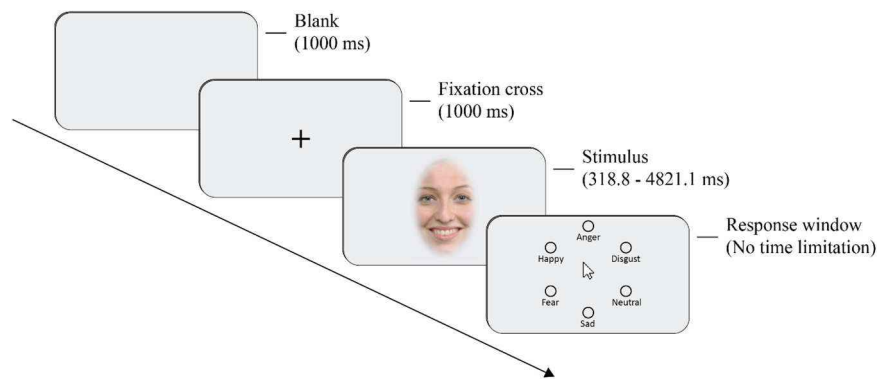 Blank
(1000 ms)
Fixation cross
(1000 ms)
Stimulus
(318.8 - 4821.1 ms)
Response window
(No time limitation)
Anger
Happy
Disgust
Fear
Neutral
Sad